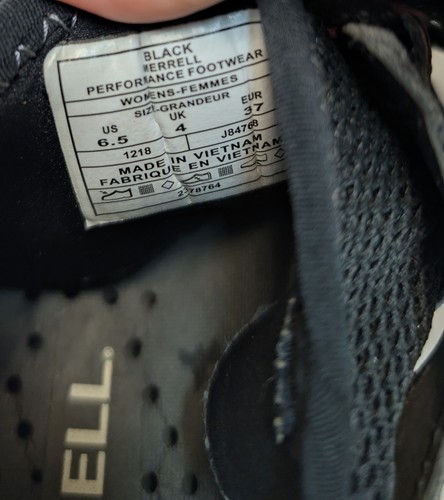 BLACK
MERRELL
PERFORMANCE FOOTWEAR
WOMENS-FEMMES
SIZE-GRANDEUR
US UK EUR
6.5 4 37
1218 J84768
MADE IN VIETNAM
FABRIQUE EN VIETNAM
ELL